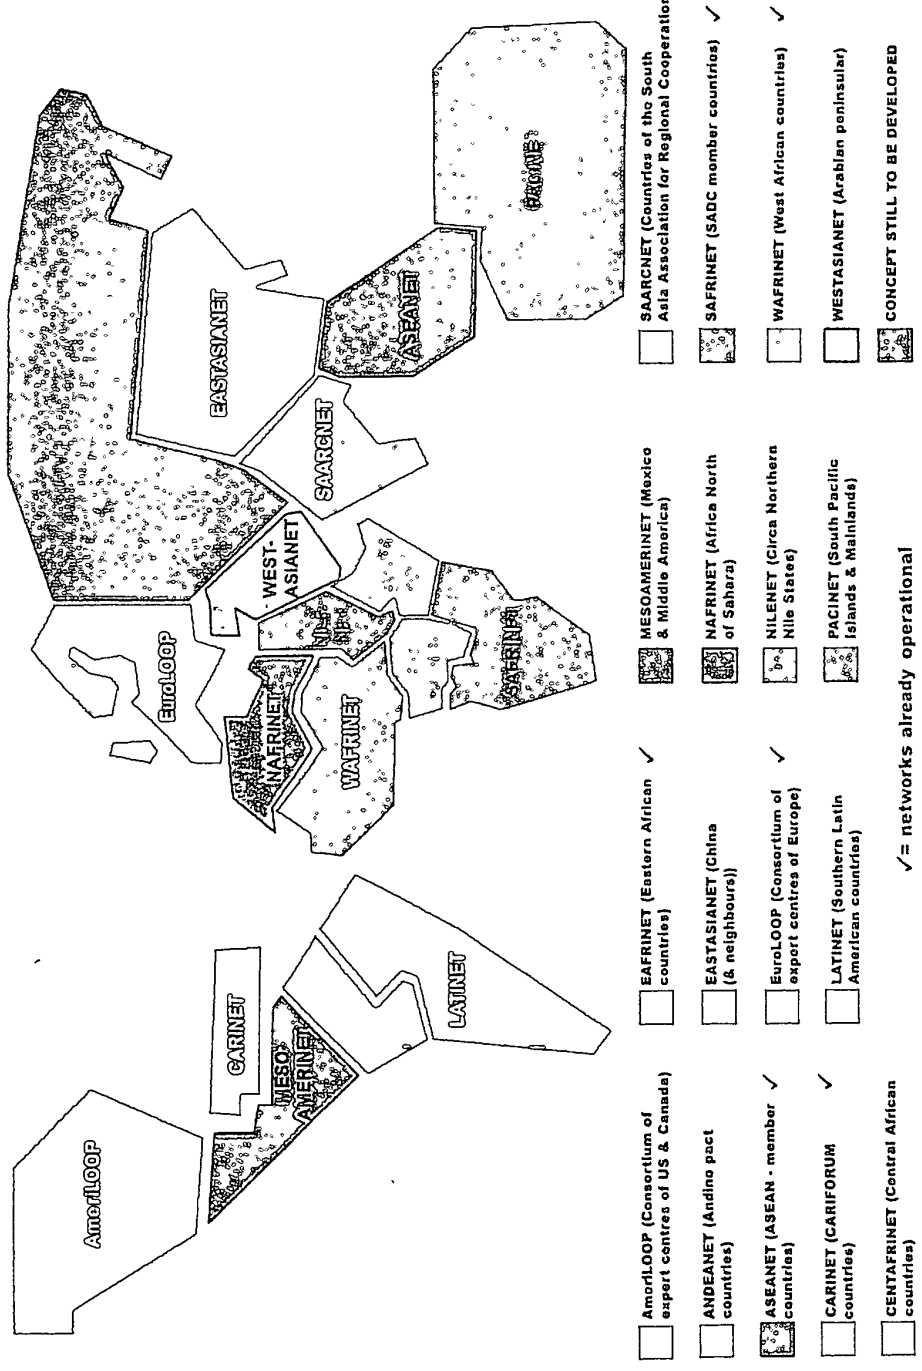 AmeriLOOP
CARINET
MESO-
AMERINET
LATINET
EuroLOOP
NAFRINET
WAFRINET
NILE
NET
WEST-
ASIANET
SAFRINET
EASTASIANET
SAARCNET
ASEANET
AmeriLOOP (Consortium of
expert centres of US & Canada)
ANDEANET (Andino pact
countries)
ASEANET (ASEAN - member ✓
countries)
CARINET (CARIFORUM ✓
countries)
CENTAFRINET (Central African
countries)
EAFRINET (Eastern African ✓
countries)
EASTASIANET (China
(& neighbours))
EuroLOOP (Consortium of ✓
export centres of Europe)
LATINET (Southern Latin
American countries)
MESOAMERINET (Mexico
& Middle America)
NAFRINET (Africa North
of Sahara)
NILENET (Circa Northern
Nile States)
PACINET (South Pacific
Islands & Mainlands)
SAARCNET (Countries of the South
Asia Association for Regional Cooperation
SAFRINET (SADC member countries) ✓
WAFRINET (West African countries) ✓
WESTASIANET (Arabian peninsular)
CONCEPT STILL TO BE DEVELOPED
✓= networks already operational